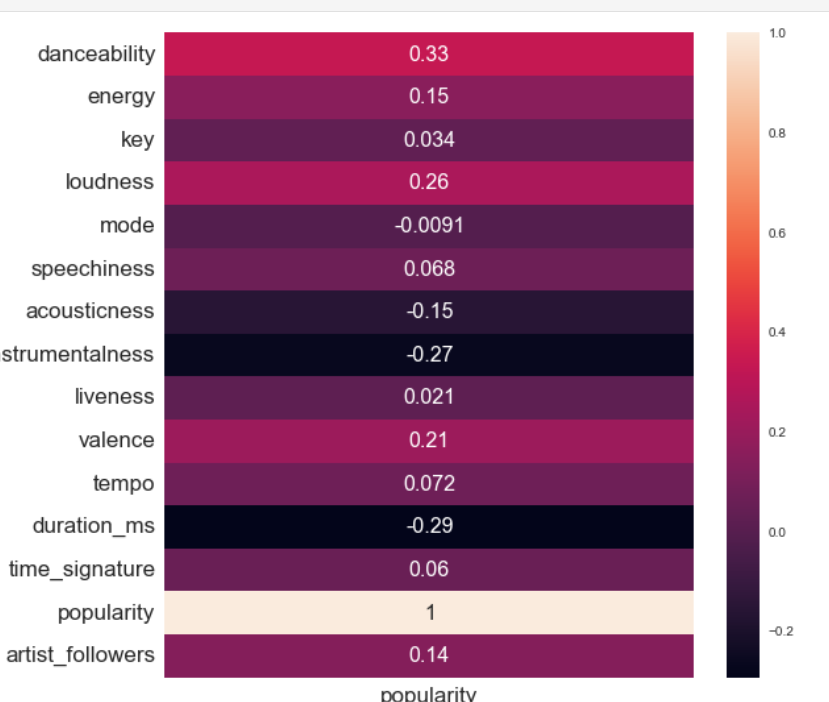 danceability 0.33
energy 0.15
key 0.034
loudness 0.26
mode -0.0091
speechiness 0.068
acousticness -0.15
strumentalness -0.27
liveness 0.021
valence 0.21
tempo 0.072
duration_ms -0.29
time_signature 0.06
popularity 1
artist_followers 0.14
popularity
1.0
0.8
0.6
0.4
0.2
0.0
−0.2